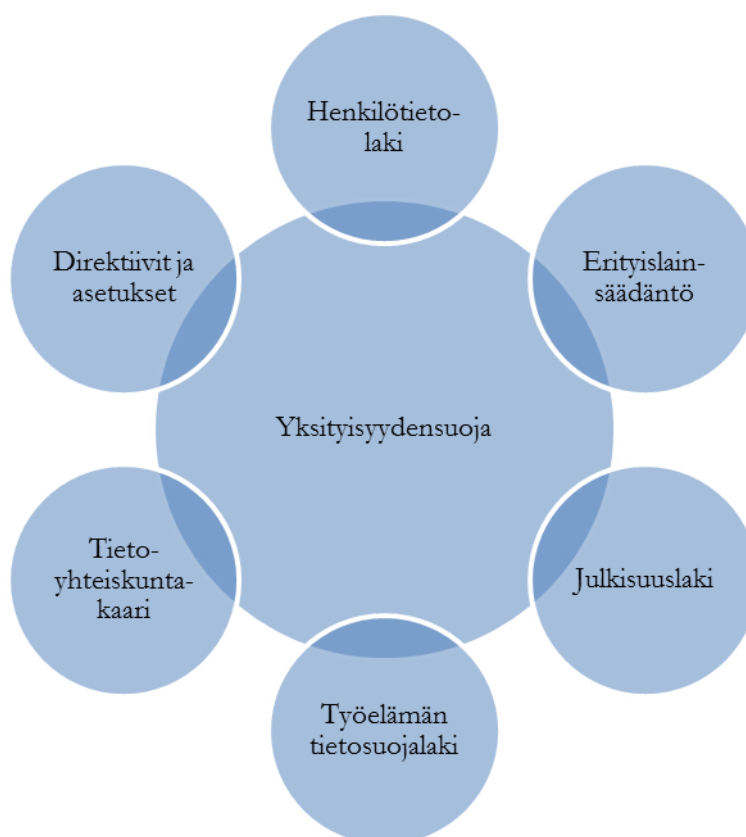 Henkilötieto-
laki
Direktiivit ja
asetukset
Erityislain-
säädäntö
Yksityisyydensuoja
Tieto-
yhteiskunta-
kaari
Julkisuuslaki
Työelämän
tietosuojalaki